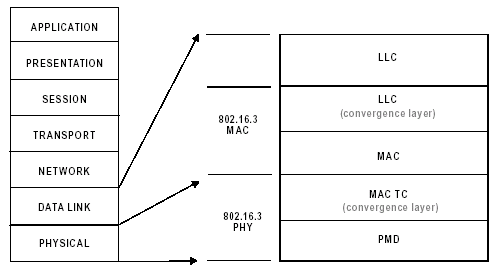 APPLICATION
PRESENTATION
SESSION
TRANSPORT
NETWORK
DATA LINK
PHYSICAL
802.16.3
MAC
802.16.3
PHY
LLC
LLC
(convergence layer)
MAC
MAC TC
(convergence layer)
PMD